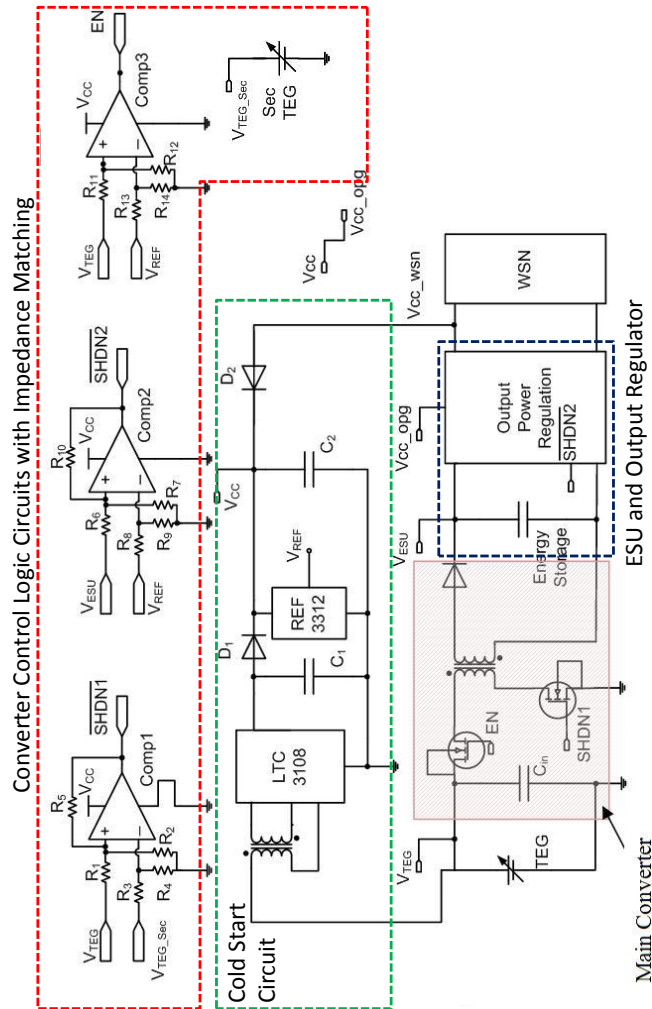 Converter Control Logic Circuits with Impedance Matching
R5
VCC
R1
+
VTEG
Comp1
SHDN1
R3
−
VTEG_Sec
R2
R4
R10
VCC
R6
+
VESU
Comp2
SHDN2
R8
−
VREF
R7
R9
VCC
R11
+
VTEG
Comp3
EN
R13
−
VREF
R12
R14
VTEG_Sec
Sec
TEG
Cold Start
Circuit
LTC
3108
D1
C1
REF
3312
VREF
VCC
D2
C2
Vcc
Vcc_opg
Vcc_wsn
VTEG
TEG
Cin
EN
SHDN1
VESU
Energy
Storage
Vcc_opg
Output
Power
Regulation
SHDN2
WSN
Main Converter
ESU and Output Regulator